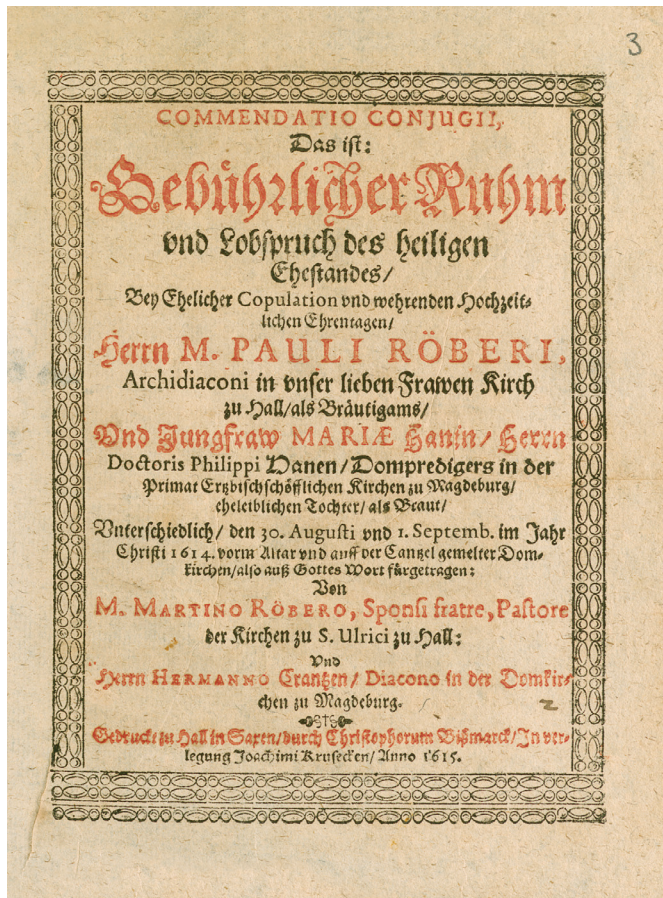 3
COMMENDATIO CONJUGII,
Das ist:
Gebührlicher Ruhm
vnd Lobspruch des heiligen
Ehestandes/
Bey Ehelicher Copulation vnd wehrenden Hochzeit-
lichen Ehrentagen/
Herrn M. PAULI RÖBERI,
Archidiaconi in vnser lieben Frawen Kirch
zu Hall/als Bräutigams/
Vnd Jungfraw MARIÆ Hanin/ Herrn
Doctoris Philippi Hanen/Dompredigers in der
Primat Ertzbischschöfflichen Kirchen zu Magdeburg/
eheleiblichen Tochter/als Braut/
Vnterschiedlich/ den 30. Augusti vnd 1. Septemb. im Jahr
Christi 1614. vorm Altar vnd auff der Cantzel gemelter Dom-
kirchen/also auß Gottes Wort fürgetragen:
Von
M. MARTINO RÖBERO, Sponsi fratre, Pastore
der Kirchen zu S. Ulrici zu Hall:
Vnd
Herrn HERMANNO Crantzen/ Diacono in der Domkir-
chen zu Magdeburg.
Gedruckt zu Hall in Saxen/durch Christophorum Bißmarck/In ver-
legung Joachimi Krusecken/Anno 1615.